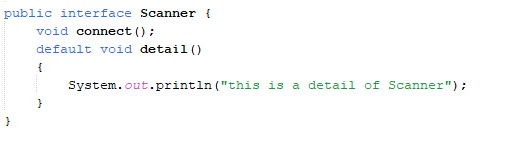 public interface Scanner {
    void connect();
    default void detail()
    {
        System.out.println("this is a detail of Scanner");
    }
}